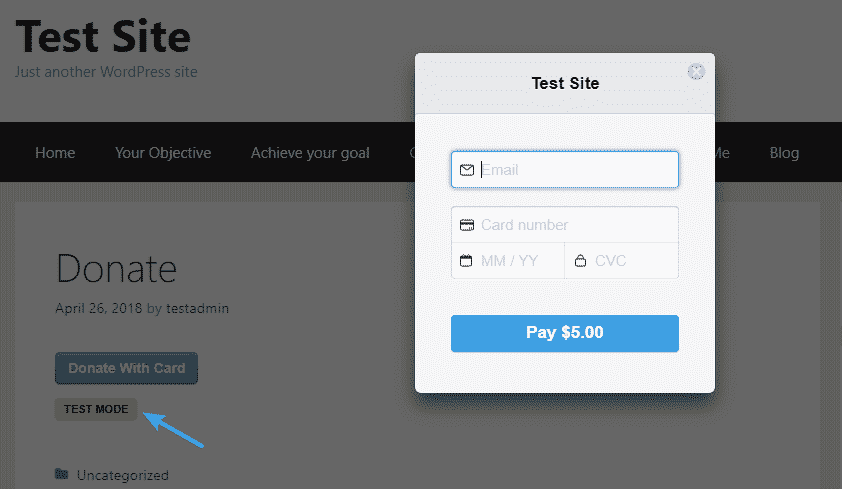 Test Site
Just another WordPress site
Home Your Objective Achieve your goal Me Blog
Donate
April 26, 2018 by testadmin
Donate With Card
TEST MODE
Uncategorized
Test Site
Email
Card number
MM / YY CVC
Pay $5.00